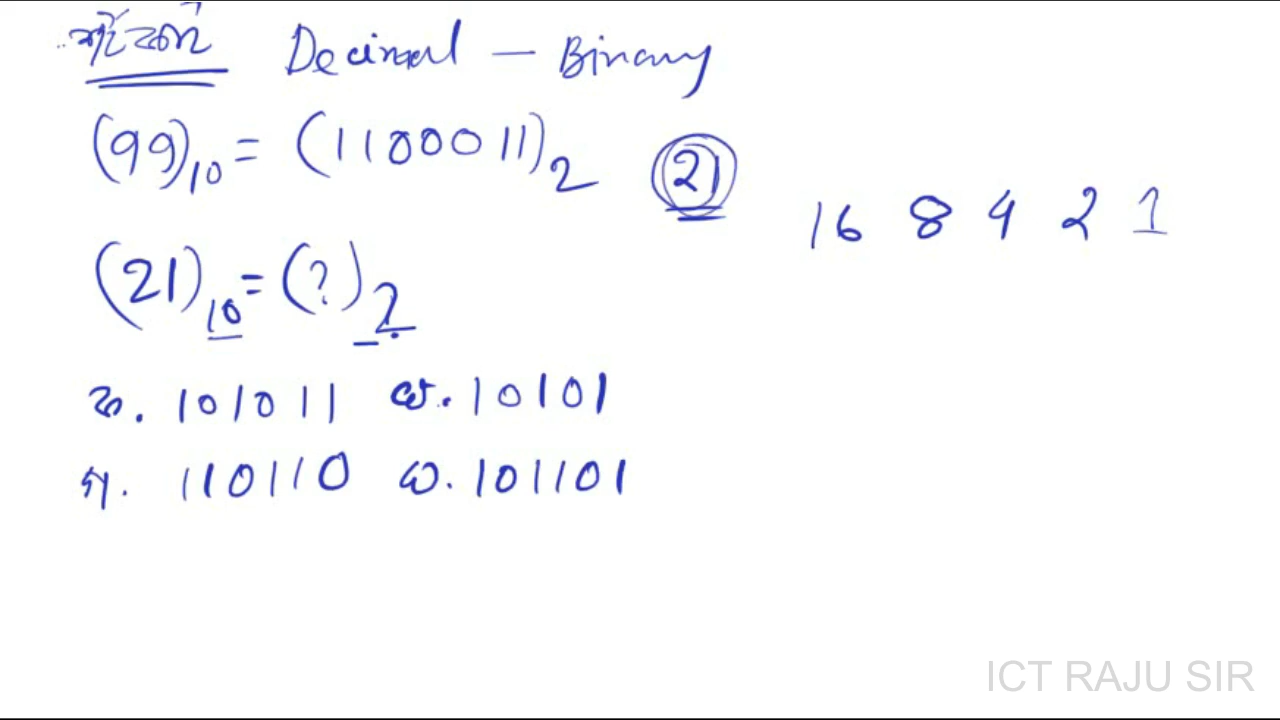 শর্টকাট Decimal — Binary
(99)10 = (1100011)2 21
16 8 4 2 1
(21)10 = (?)2
ক. 101011 খ. 10101
গ. 110110 ঘ. 101101
ICT RAJU SIR